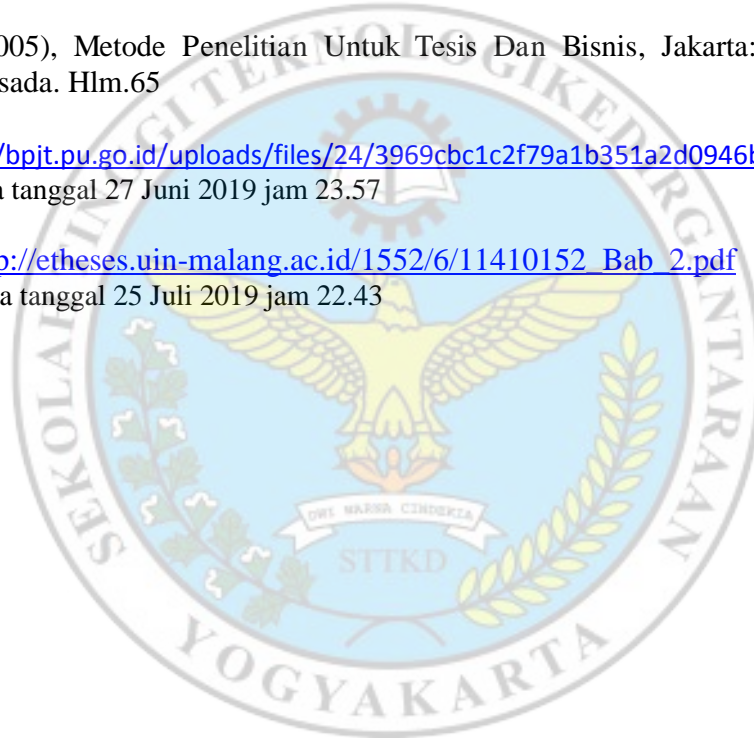 005), Metode Penelitian Untuk Tesis Dan Bisnis, Jakarta:
sada. Hlm.65
/bpjt.pu.go.id/uploads/files/24/3969cbc1c2f79a1b351a2d0946b
a tanggal 27 Juni 2019 jam 23.57
p://etheses.uin-malang.ac.id/1552/6/11410152_Bab_2.pdf
a tanggal 25 Juli 2019 jam 22.43
SEKOLAH TINGGI TEKNOLOGI KEDIRGANTARAAN
DWI WARNA CINDEKIA
STTKD
YOGYAKARTA